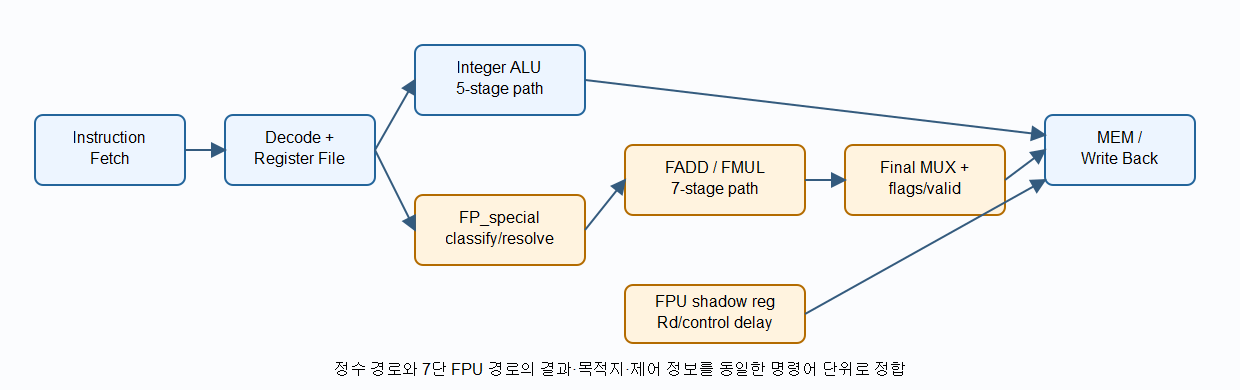 Instruction
Fetch
Decode +
Register File
Integer ALU
5-stage path
FP_special
classify/resolve
FADD / FMUL
7-stage path
Final MUX +
flags/valid
FPU shadow reg
Rd/control delay
MEM /
Write Back
정수 경로와 7단 FPU 경로의 결과·목적지·제어 정보를 동일한 명령어 단위로 정합